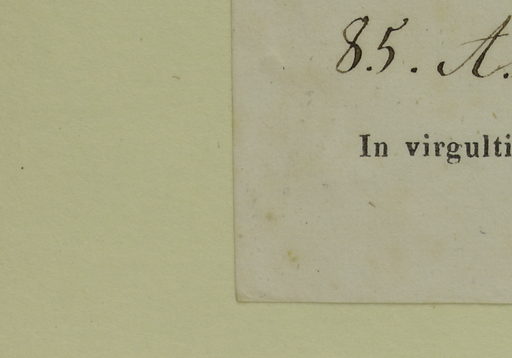 85. A.
In virgulti